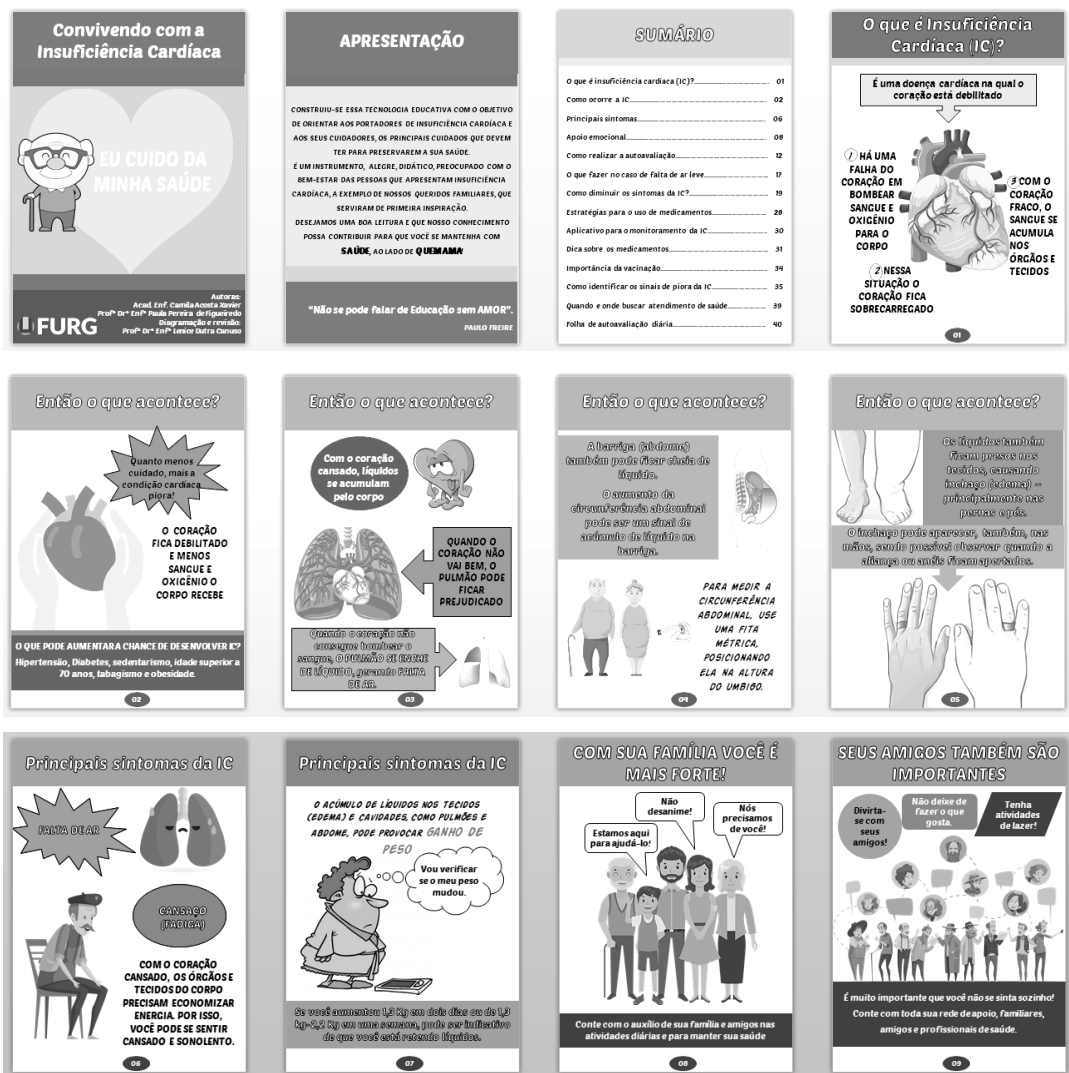 Convivendo com a
Insuficiência Cardíaca
EU CUIDO DA
MINHA SAÚDE
Autoras:
Acad. Enf. Camila Acosta Xavier
Profª Drª Enfª Paula Pereira de Figueiredo
Diagramação e revisão:
Profª Drª Enfª Lenice Dutra Canuso
FURG
APRESENTAÇÃO
CONSTRUIU-SE ESSA TECNOLOGIA EDUCATIVA COM O OBJETIVO
DE ORIENTAR AOS PORTADORES DE INSUFICIÊNCIA CARDÍACA E
AOS SEUS CUIDADORES, OS PRINCIPAIS CUIDADOS QUE DEVEM
TER PARA PRESERVAREM A SUA SAÚDE.
É UM INSTRUMENTO, ALEGRE, DIDÁTICO, PREOCUPADO COM O
BEM-ESTAR DAS PESSOAS QUE APRESENTAM INSUFICIÊNCIA
CARDÍACA, A EXEMPLO DE NOSSOS QUERIDOS FAMILIARES, QUE
SERVIRAM DE PRIMEIRA INSPIRAÇÃO.
DESEJAMOS UMA BOA LEITURA E QUE NOSSO CONHECIMENTO
POSSA CONTRIBUIR PARA QUE VOCÊ SE MANTENHA COM
SAÚDE, AO LADO DE QUEM AMA!
"Não se pode falar de Educação sem AMOR".
PAULO FREIRE
SUMÁRIO
O que é insuficiência cardíaca (IC)? 01
Como ocorre a IC 02
Principais sintomas 06
Apoio emocional 08
Como realizar a autoavaliação 12
O que fazer no caso de falta de ar leve 17
Como diminuir os sintomas da IC? 19
Estratégias para o uso de medicamentos 28
Aplicativo para o monitoramento da IC 30
Dica sobre os medicamentos 31
Importância da vacinação 34
Como identificar os sinais de piora da IC 35
Quando e onde buscar atendimento de saúde 39
Folha de autoavaliação diária 40
O que é Insuficiência
Cardíaca (IC)?
É uma doença cardíaca na qual o
coração está debilitado
1 HÁ UMA
FALHA DO
CORAÇÃO EM
BOMBEAR
SANGUE E
OXIGÊNIO
PARA O
CORPO
2 NESSA
SITUAÇÃO O
CORAÇÃO FICA
SOBRECARREGADO
3 COM O
CORAÇÃO
FRACO, O
SANGUE SE
ACUMULA
NOS
ÓRGÃOS E
TECIDOS
01
Então o que acontece?
Quanto menos
cuidado, mais a
condição cardíaca
piora!
O CORAÇÃO
FICA DEBILITADO
E MENOS
SANGUE E
OXIGÊNIO O
CORPO RECEBE
O QUE PODE AUMENTAR A CHANCE DE DESENVOLVER IC?
Hipertensão, Diabetes, sedentarismo, idade superior a
70 anos, tabagismo e obesidade.
02
Então o que acontece?
Com o coração
cansado, líquidos
se acumulam
pelo corpo
QUANDO O
CORAÇÃO NÃO
VAI BEM, O
PULMÃO PODE
FICAR
PREJUDICADO
Quando o coração não
consegue bombear o
sangue, O PULMÃO SE ENCHE
DE LÍQUIDO, gerando FALTA
DE AR.
03
Então o que acontece?
A barriga (abdome)
também pode ficar cheia de
líquido.
O aumento da
circunferência abdominal
pode ser um sinal de
acúmulo de líquido na
barriga.
PARA MEDIR A
CIRCUNFERÊNCIA
ABDOMINAL, USE
UMA FITA
MÉTRICA,
POSICIONANDO
ELA NA ALTURA
DO UMBIGO.
04
Então o que acontece?
Os líquidos também
ficam presos nos
tecidos, causando
inchaço (edema) –
principalmente nas
pernas e pés.
O inchaço pode aparecer, também, nas
mãos, sendo possível observar quando a
aliança ou anéis ficam apertados.
05
Principais sintomas da IC
FALTA DE AR
CANSAÇO
(FADIGA)
COM O CORAÇÃO
CANSADO, OS ÓRGÃOS E
TECIDOS DO CORPO
PRECISAM ECONOMIZAR
ENERGIA. POR ISSO,
VOCÊ PODE SE SENTIR
CANSADO E SONOLENTO.
06
Principais sintomas da IC
O ACÚMULO DE LÍQUIDOS NOS TECIDOS
(EDEMA) E CAVIDADES, COMO PULMÕES E
ABDOME, PODE PROVOCAR GANHO DE
PESO
Vou verificar
se o meu peso
mudou.
Se você aumentou 1,3 Kg em dois dias ou de 1,3
kg-2,2 Kg em uma semana, pode ser indicativo
de que você está retendo líquidos.
07
COM SUA FAMÍLIA VOCÊ É
MAIS FORTE!
Não
desanime!
Nós
precisamos
de você!
Estamos aqui
para ajudá-lo!
Conte com o auxílio de sua família e amigos nas
atividades diárias e para manter sua saúde
08
SEUS AMIGOS TAMBÉM SÃO
IMPORTANTES
Divirta-
se com
seus
amigos!
Não deixe de
fazer o que
gosta.
Tenha
atividades
de lazer!
É muito importante que você não se sinta sozinho!
Conte com toda sua rede de apoio, familiares,
amigos e profissionais de saúde.
09